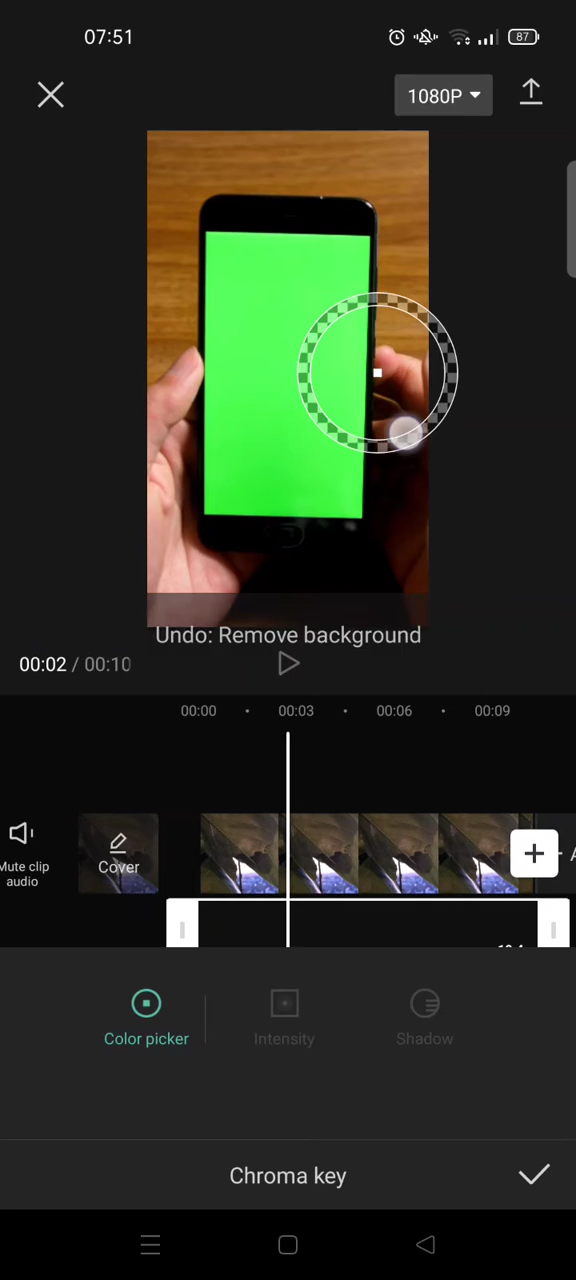 07:51
87
1080P
Undo: Remove background
00:02 / 00:10
00:00
00:03
00:06
00:09
Mute clip
audio
Cover
Color picker
Intensity
Shadow
Chroma key